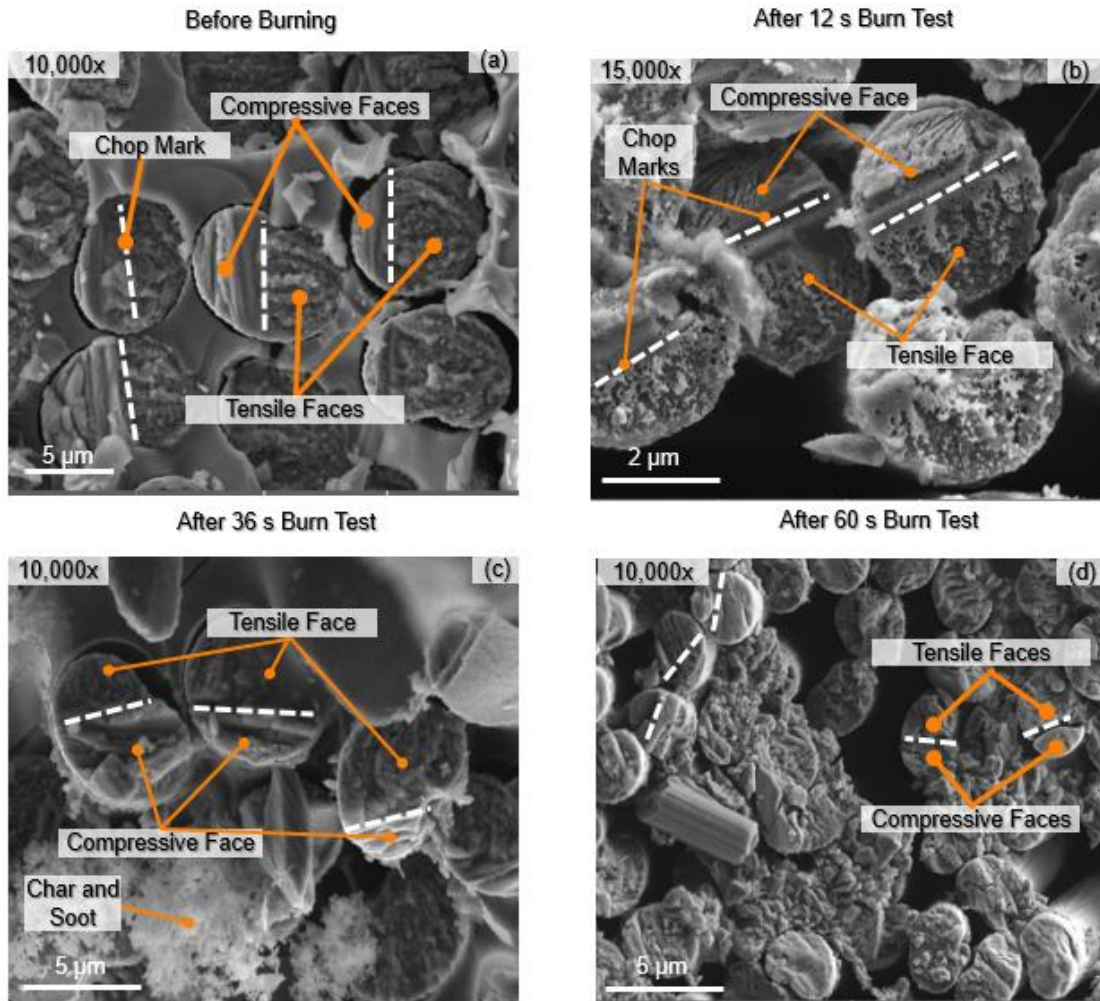 Before Burning
10,000x
(a)
Compressive Faces
Chop Mark
Tensile Faces
5 µm
After 12 s Burn Test
15,000x
(b)
Compressive Face
Chop
Marks
Tensile Face
2 µm
After 36 s Burn Test
10,000x
(c)
Tensile Face
Compressive Face
Char and
Soot
5 µm
After 60 s Burn Test
10,000x
(d)
Tensile Faces
Compressive Faces
5 µm